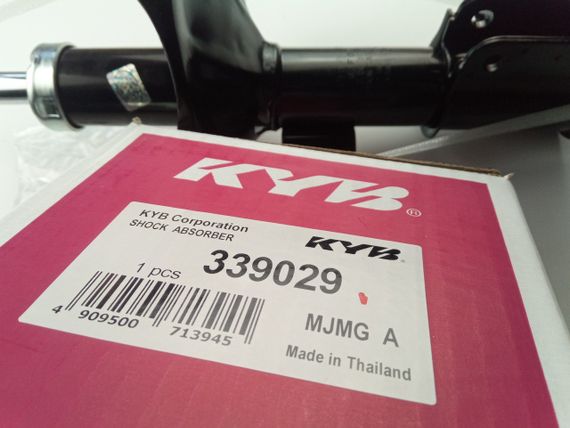 KYB®
KYB Corporation
SHOCK ABSORBER
KYB®
1 pcs
339029
4 909500 713945
MJMG A
Made in Thailand